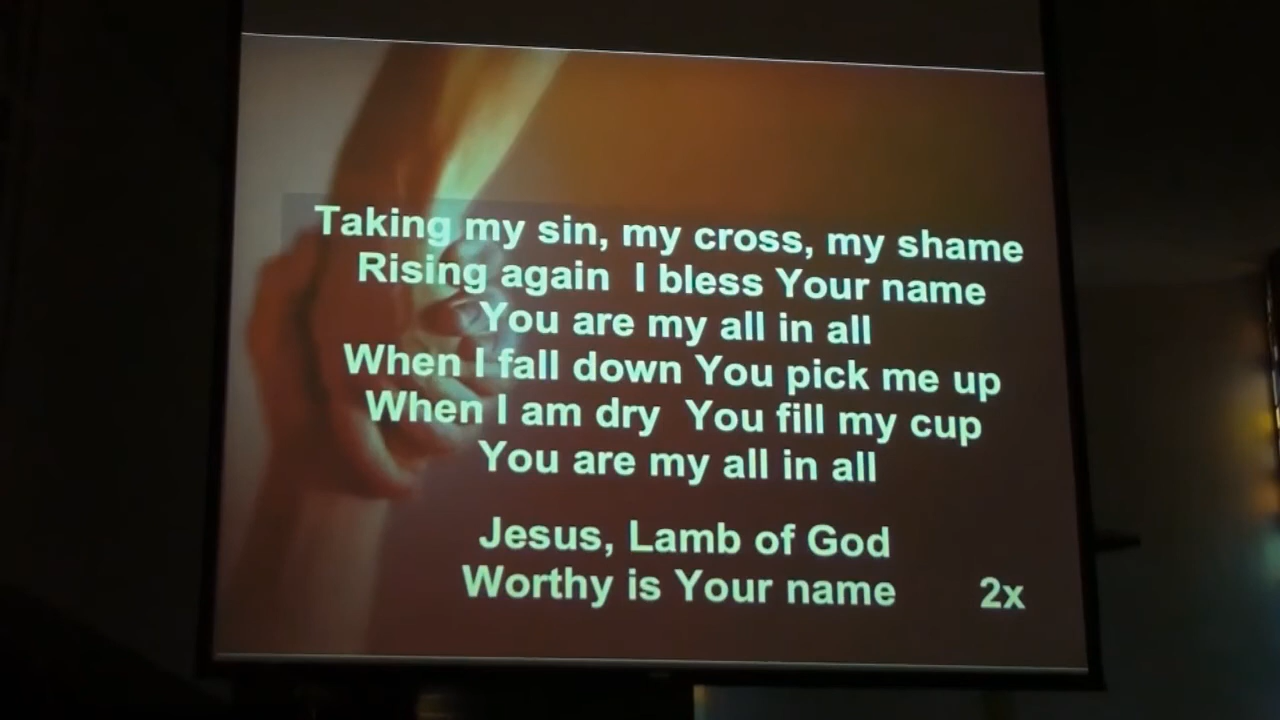 Taking my sin, my cross, my shame
Rising again I bless Your name
You are my all in all
When I fall down You pick me up
When I am dry You fill my cup
You are my all in all
Jesus, Lamb of God
Worthy is Your name 2x